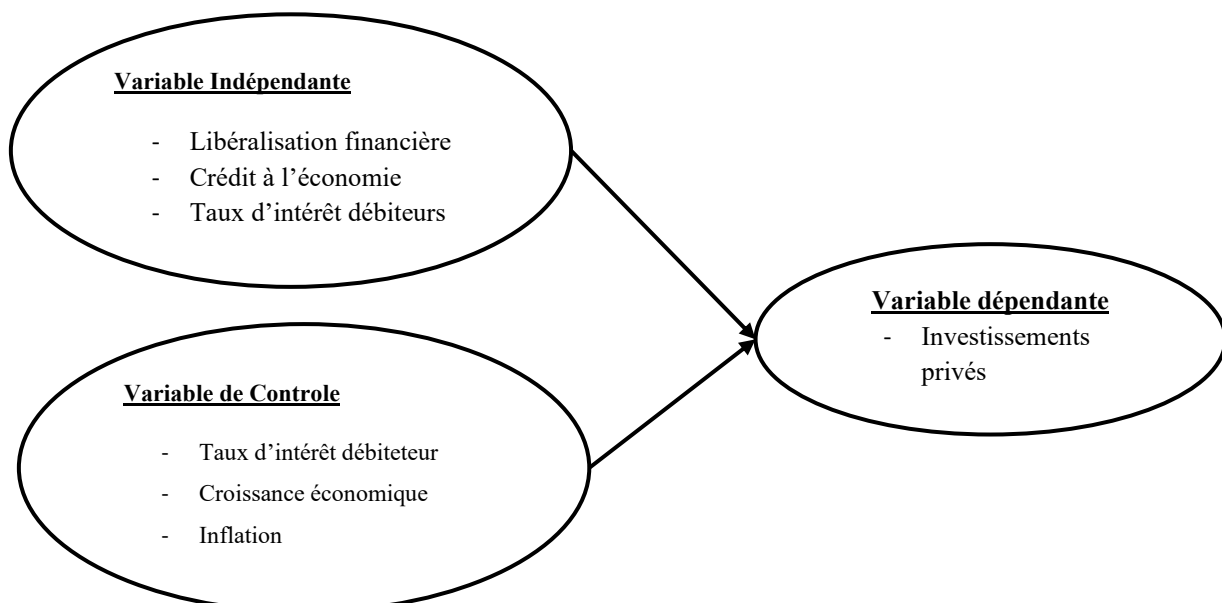 Variable Indépendante
- Libéralisation financière
- Crédit à l’économie
- Taux d’intérêt débiteurs
Variable de Controle
- Taux d’intérêt débiteteur
- Croissance économique
- Inflation
Variable dépendante
- Investissements
privés